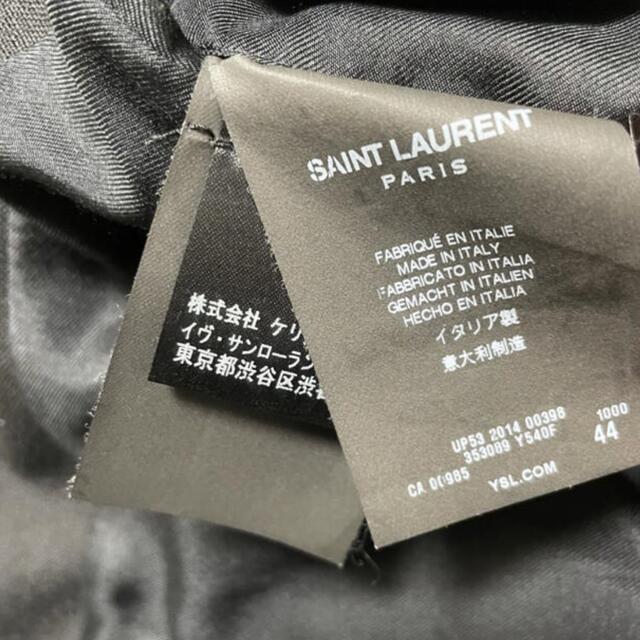 SAINT LAURENT
PARIS
FABRIQUÉ EN ITALIE
MADE IN ITALY
FABBRICATO IN ITALIA
GEMACHT IN ITALIEN
HECHO EN ITALIA
イタリア製
意大利制造
UP53 2014 00398 1000
353089 Y540F 44
CA 00985 YSL.COM
株式会社 ケリ
イヴ・サンローラン
東京都渋谷区渋谷